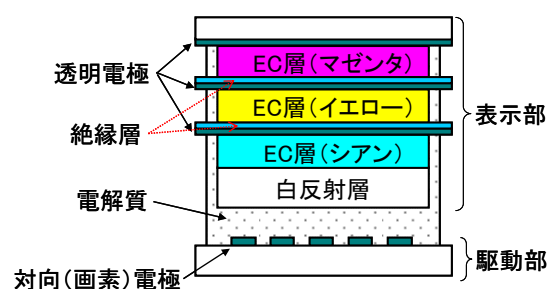 EC層(マゼンタ)
透明電極
EC層(イエロー)
表示部
絶縁層
EC層(シアン)
白反射層
電解質
駆動部
対向(画素)電極